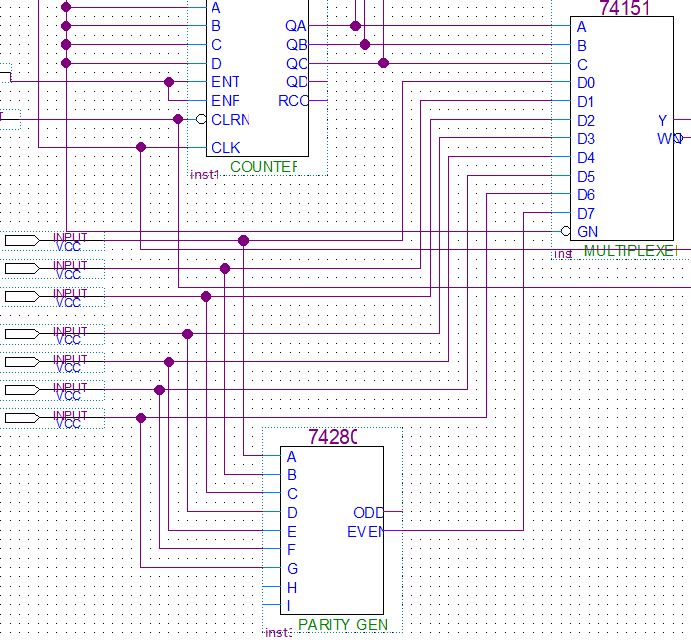 74151
A
B
C
D
ENT
ENF
CLRN
CLK
QA
QB
QC
QD
RCO
COUNTER
inst1
A
B
C
D0
D1
D2
D3
D4
D5
D6
D7
GN
Y
WN
MULTIPLEXE
inst
INPUT
VCC
INPUT
VCC
INPUT
VCC
INPUT
VCC
INPUT
VCC
INPUT
VCC
INPUT
VCC
74280
A
B
C
D
E
F
G
H
I
ODD
EVEN
PARITY GEN
inst